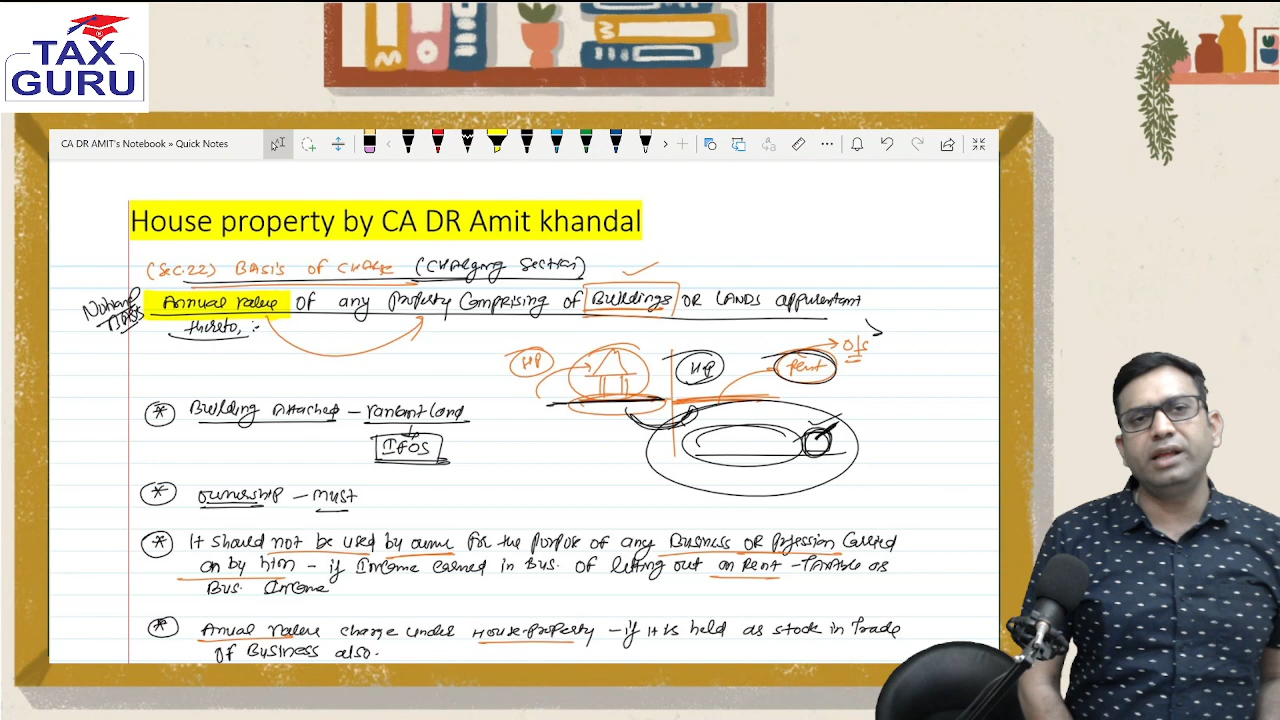 TAX
GURU
CA DR AMIT's Notebook » Quick Notes
House property by CA DR Amit khandal
(Sec.22) Basis of Charge (Charging Section)
Annual value of any property comprising of Buildings OR LANDS appurtenant
thereto, :-
Notional
HP
HP
Rent
O/s
* Building Attached - vacant land
IFOS
* ownership - must
* It should not be used by owner for the purpose of any Business OR profession carried
on by him - if Income earned in Bus. of letting out on Rent - Taxable as
Bus. Income
* Anual value charge under House-property - if it is held as stock in Trade
of Business also.